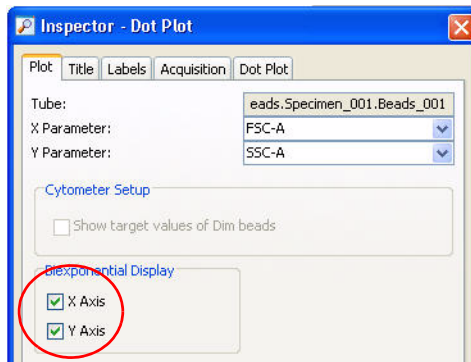 Inspector - Dot Plot
Plot Title Labels Acquisition Dot Plot
Tube: eads.Specimen_001.Beads_001
X Parameter: FSC-A
Y Parameter: SSC-A
Cytometer Setup
Show target values of Dim beads
Biexponential Display
X Axis
Y Axis